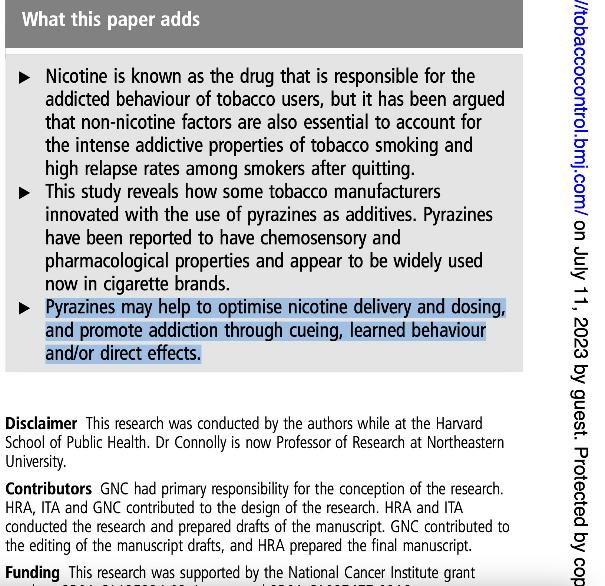 What this paper adds
▶ Nicotine is known as the drug that is responsible for the
addicted behaviour of tobacco users, but it has been argued
that non-nicotine factors are also essential to account for
the intense addictive properties of tobacco smoking and
high relapse rates among smokers after quitting.
▶ This study reveals how some tobacco manufacturers
innovated with the use of pyrazines as additives. Pyrazines
have been reported to have chemosensory and
pharmacological properties and appear to be widely used
now in cigarette brands.
▶ Pyrazines may help to optimise nicotine delivery and dosing,
and promote addiction through cueing, learned behaviour
and/or direct effects.
Disclaimer This research was conducted by the authors while at the Harvard
School of Public Health. Dr Connolly is now Professor of Research at Northeastern
University.
Contributors GNC had primary responsibility for the conception of the research.
HRA, ITA and GNC contributed to the design of the research. HRA and ITA
conducted the research and prepared drafts of the manuscript. GNC contributed to
the editing of the manuscript drafts, and HRA prepared the final manuscript.
Funding This research was supported by the National Cancer Institute grant
//tobaccocontrol.bmj.com/ on July 11, 2023 by guest. Protected by cop